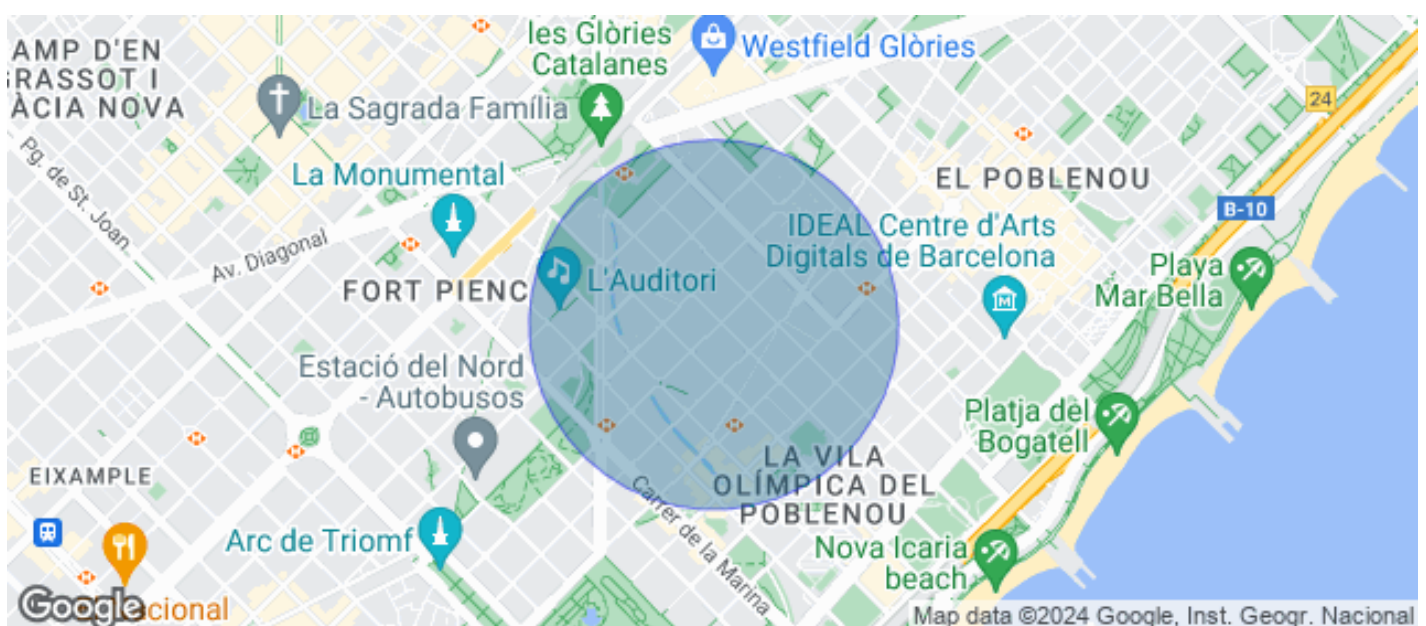 AMP D'EN
GRASSOT I
ÀCIA NOVA
les Glòries
Catalanes
Westfield Glòries
La Sagrada Família
24
Pg. de St. Joan
La Monumental
EL POBLENOU
B-10
Av. Diagonal
IDEAL Centre d'Arts
Digitals de Barcelona
FORT PIENC
L'Auditori
Playa
Mar Bella
Estació del Nord
- Autobusos
Platja del
Bogatell
EIXAMPLE
LA VILA
OLÍMPICA DEL
POBLENOU
Carrer de la Marina
Arc de Triomf
Nova Icaria
beach
Google
acional
Map data ©2024 Google, Inst. Geogr. Nacional